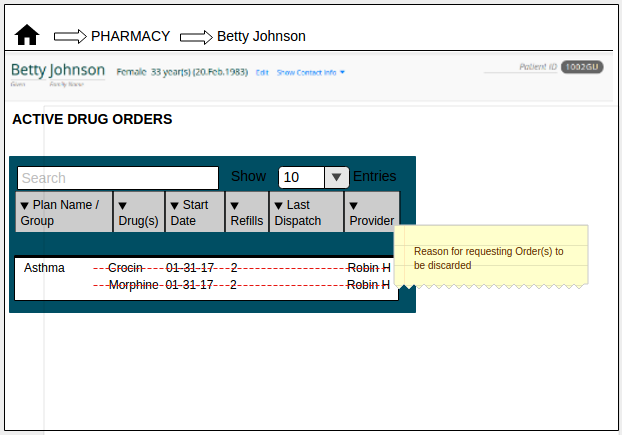 PHARMACY Betty Johnson
Betty Johnson Female 33 year(s) (20.Feb.1983) Edit Show Contact Info Patient ID 1002GU
Given Family Name
ACTIVE DRUG ORDERS
Search Show 10 Entries
Plan Name / Group Drug(s) Start Date Refills Last Dispatch Provider
Asthma Crocin 01-31-17 2 Robin H
Morphine 01-31-17 2 Robin H
Reason for requesting Order(s) to
be discarded